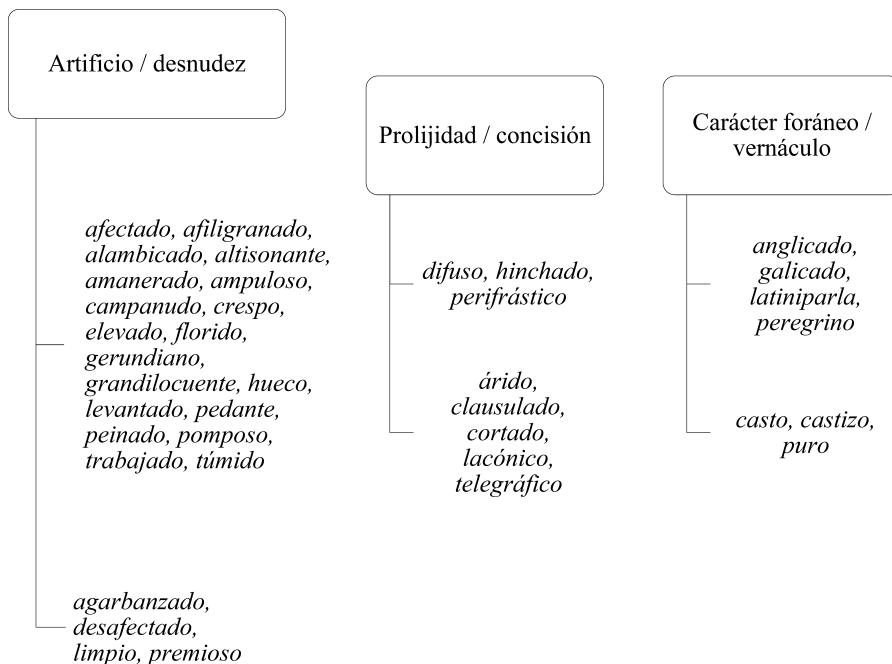 Artificio / desnudez
afectado, afiligranado,
alambicado, altisonante,
amanerado, ampuloso,
campanudo, crespo,
elevado, florido,
gerundiano,
grandilocuente, hueco,
levantado, pedante,
peinado, pomposo,
trabajado, túmido
agarbanzado,
desafectado,
limpio, premioso
Prolijidad / concisión
difuso, hinchado,
perifrástico
árido,
clausulado,
cortado,
lacónico,
telegráfico
Carácter foráneo /
vernáculo
anglicado,
galicado,
latiniparla,
peregrino
casto, castizo,
puro